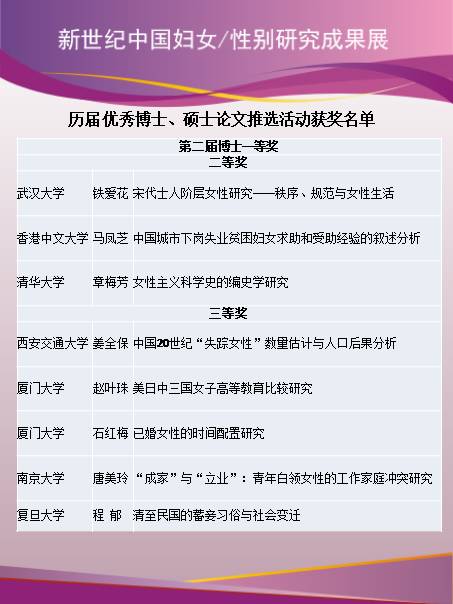 新世纪中国妇女/性别研究成果展
历届优秀博士、硕士论文推选活动获奖名单
第二届博士一等奖
二等奖
武汉大学 铁爱花 宋代士人阶层女性研究——秩序、规范与女性生活
香港中文大学 马凤芝 中国城市下岗失业贫困妇女求助和受助经验的叙述分析
清华大学 章梅芳 女性主义科学史的编史学研究
三等奖
西安交通大学 姜全保 中国20世纪“失踪女性”数量估计与人口后果分析
厦门大学 赵叶珠 美日中三国女子高等教育比较研究
厦门大学 石红梅 已婚女性的时间配置研究
南京大学 唐美玲 “成家”与“立业”：青年白领女性的工作家庭冲突研究
复旦大学 程 郁 清至民国的蓄妾习俗与社会变迁